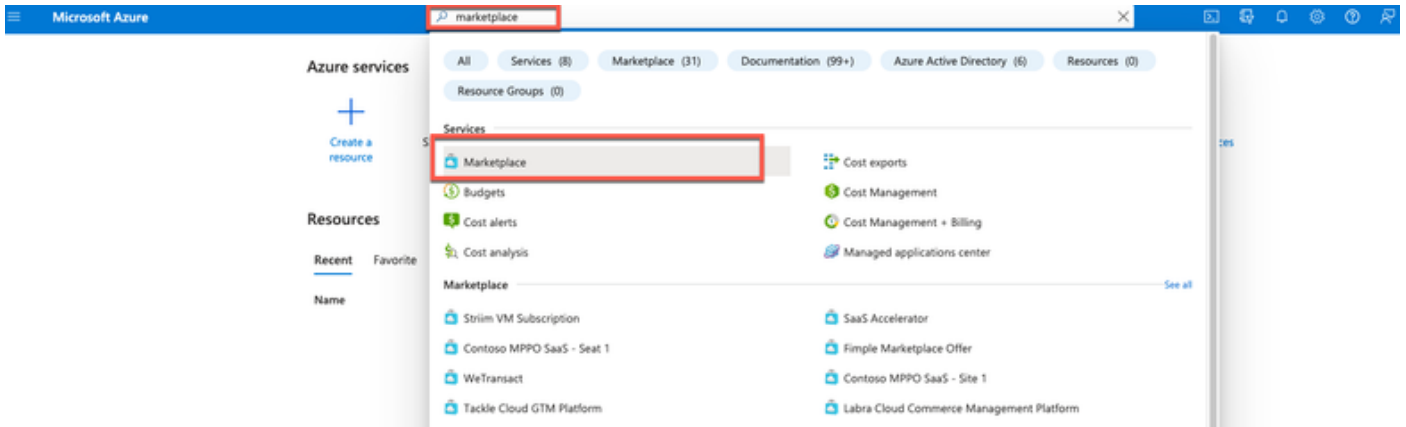 Microsoft Azure
marketplace
Azure services
All Services (8) Marketplace (31) Documentation (99+) Azure Active Directory (6) Resources (0)
Resource Groups (0)
Create a
resource
S
Services
Marketplace
Cost exports
Budgets
Cost Management
Cost alerts
Cost Management + Billing
Cost analysis
Managed applications center
ces
Resources
Recent Favorite
Name
Marketplace
See all
Striim VM Subscription
SaaS Accelerator
Contoso MPPO SaaS - Seat 1
Fimple Marketplace Offer
WeTransact
Contoso MPPO SaaS - Site 1
Tackle Cloud GTM Platform
Labra Cloud Commerce Management Platform